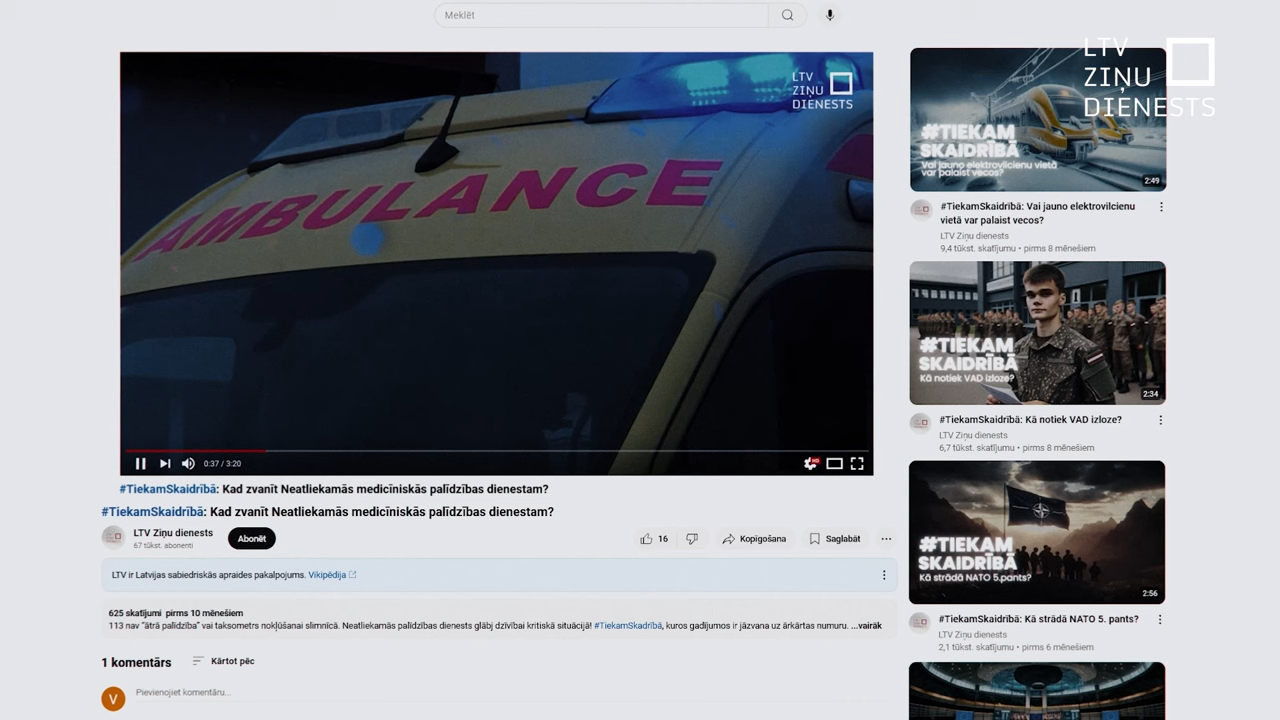 Meklēt
LTV
ZIŅU
DIENESTS
LTV
ZIŅU
DIENESTS
AMBULANCE
0:37 / 3:20
HD
#TiekamSkaidrībā: Kad zvanīt Neatliekamās medicīniskās palīdzības dienestam?
#TiekamSkaidrībā: Kad zvanīt Neatliekamās medicīniskās palīdzības dienestam?
LTV Ziņu dienests
67 tūkst. abonenti
Abonēt
16
Kopīgošana
Saglabāt
LTV ir Latvijas sabiedriskās apraides pakalpojums. Vikipēdija
625 skatījumi pirms 10 mēnešiem
113 nav “ātrā palīdzība” vai taksometrs nokļūšanai slimnīcā. Neatliekamās palīdzības dienests glābj dzīvībai kritiskā situācijā! #TiekamSkadrībā, kuros gadījumos ir jāzvana uz ārkārtas numuru. ...vairāk
1 komentārs
Kārtot pēc
V
Pievienojiet komentāru...
#TIEKAM
SKAIDRĪBĀ
Vai jauno elektrovilcienu vietā
var palaist vecos?
2:49
#TiekamSkaidrībā: Vai jauno elektrovilcienu
vietā var palaist vecos?
LTV Ziņu dienests
9,4 tūkst. skatījumu • pirms 8 mēnešiem
#TIEKAM
SKAIDRĪBĀ
Kā notiek VAD izloze?
2:34
#TiekamSkaidrībā: Kā notiek VAD izloze?
LTV Ziņu dienests
6,7 tūkst. skatījumu • pirms 8 mēnešiem
#TIEKAM
SKAIDRĪBĀ
Kā strādā NATO 5.pants?
2:56
#TiekamSkaidrībā: Kā strādā NATO 5. pants?
LTV Ziņu dienests
2,1 tūkst. skatījumu • pirms 6 mēnešiem